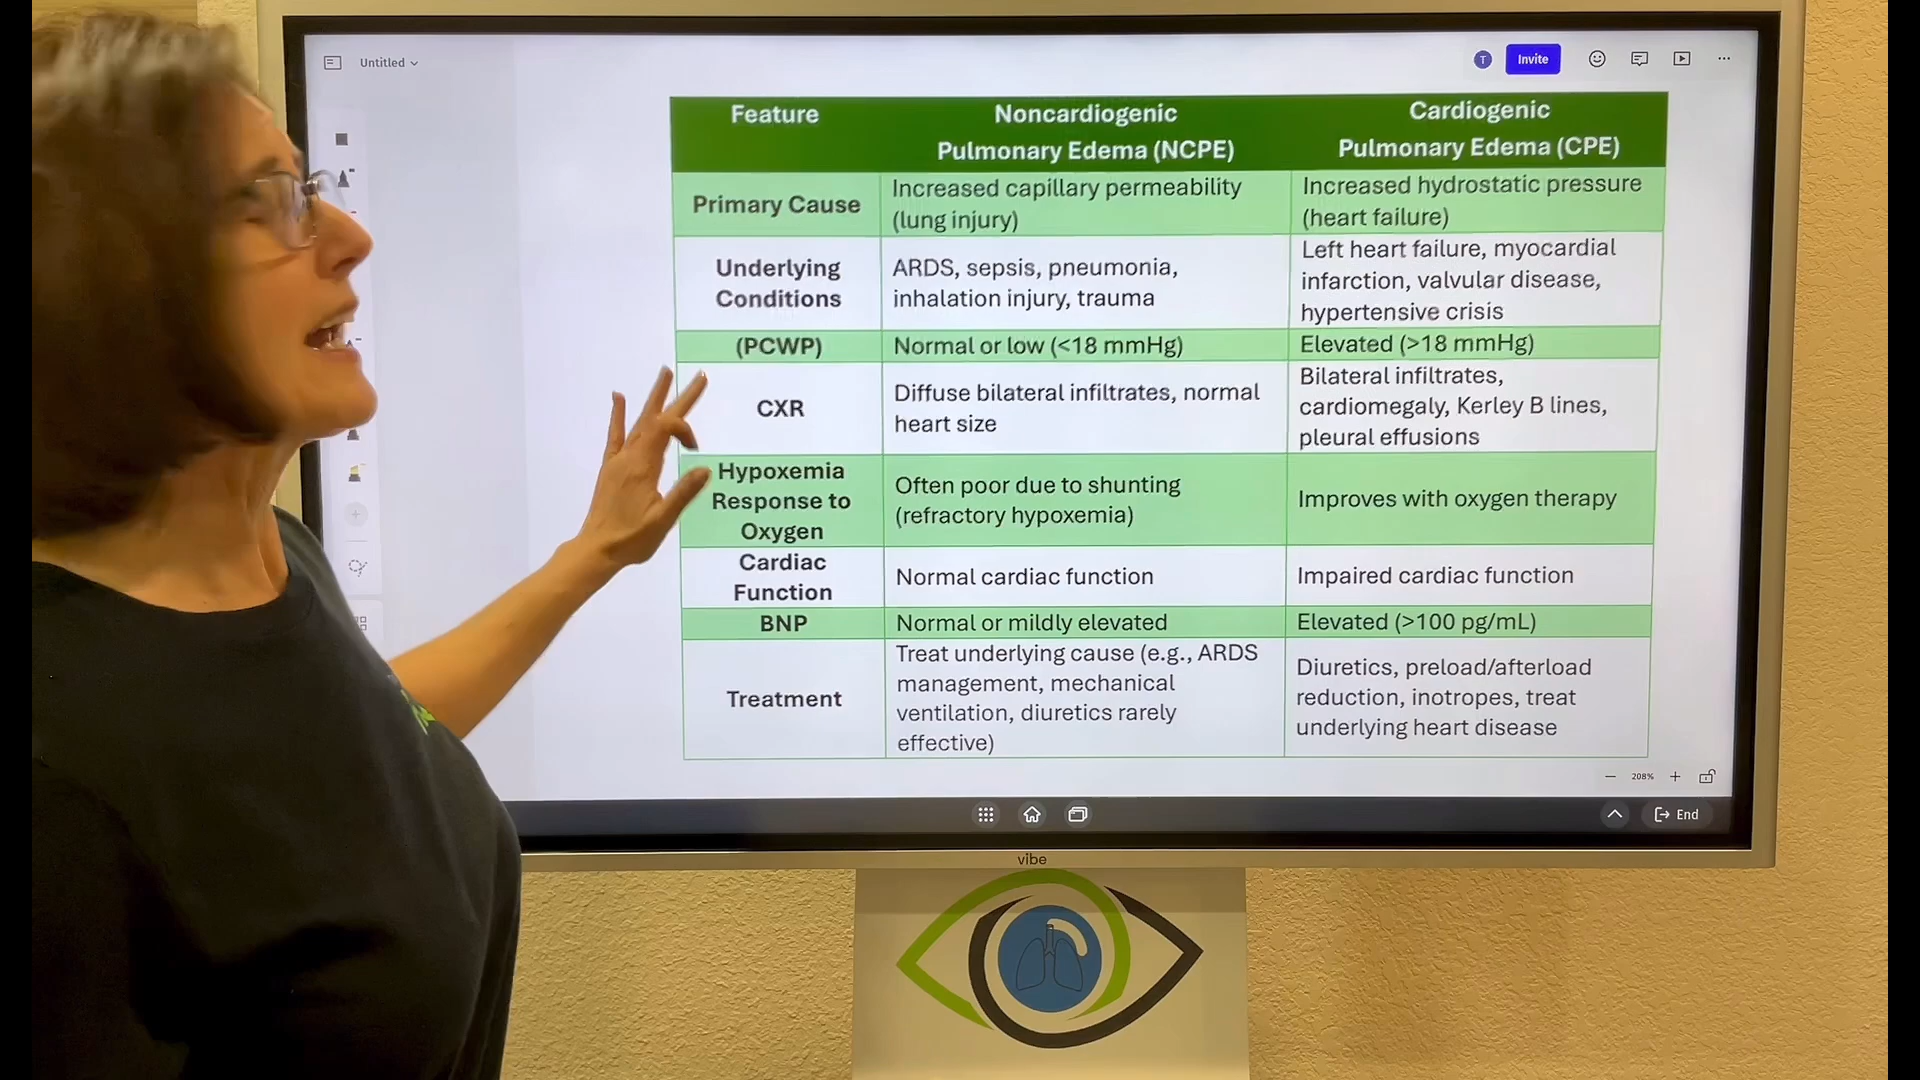 Untitled
T
Invite
Feature
Noncardiogenic
Pulmonary Edema (NCPE)
Cardiogenic
Pulmonary Edema (CPE)
Primary Cause
Increased capillary permeability
(lung injury)
Increased hydrostatic pressure
(heart failure)
Underlying
Conditions
ARDS, sepsis, pneumonia,
inhalation injury, trauma
Left heart failure, myocardial
infarction, valvular disease,
hypertensive crisis
(PCWP)
Normal or low (<18 mmHg)
Elevated (>18 mmHg)
CXR
Diffuse bilateral infiltrates, normal
heart size
Bilateral infiltrates,
cardiomegaly, Kerley B lines,
pleural effusions
Hypoxemia
Response to
Oxygen
Often poor due to shunting
(refractory hypoxemia)
Improves with oxygen therapy
Cardiac
Function
Normal cardiac function
Impaired cardiac function
BNP
Normal or mildly elevated
Elevated (>100 pg/mL)
Treatment
Treat underlying cause (e.g., ARDS
management, mechanical
ventilation, diuretics rarely
effective)
Diuretics, preload/afterload
reduction, inotropes, treat
underlying heart disease
208%
End
vibe